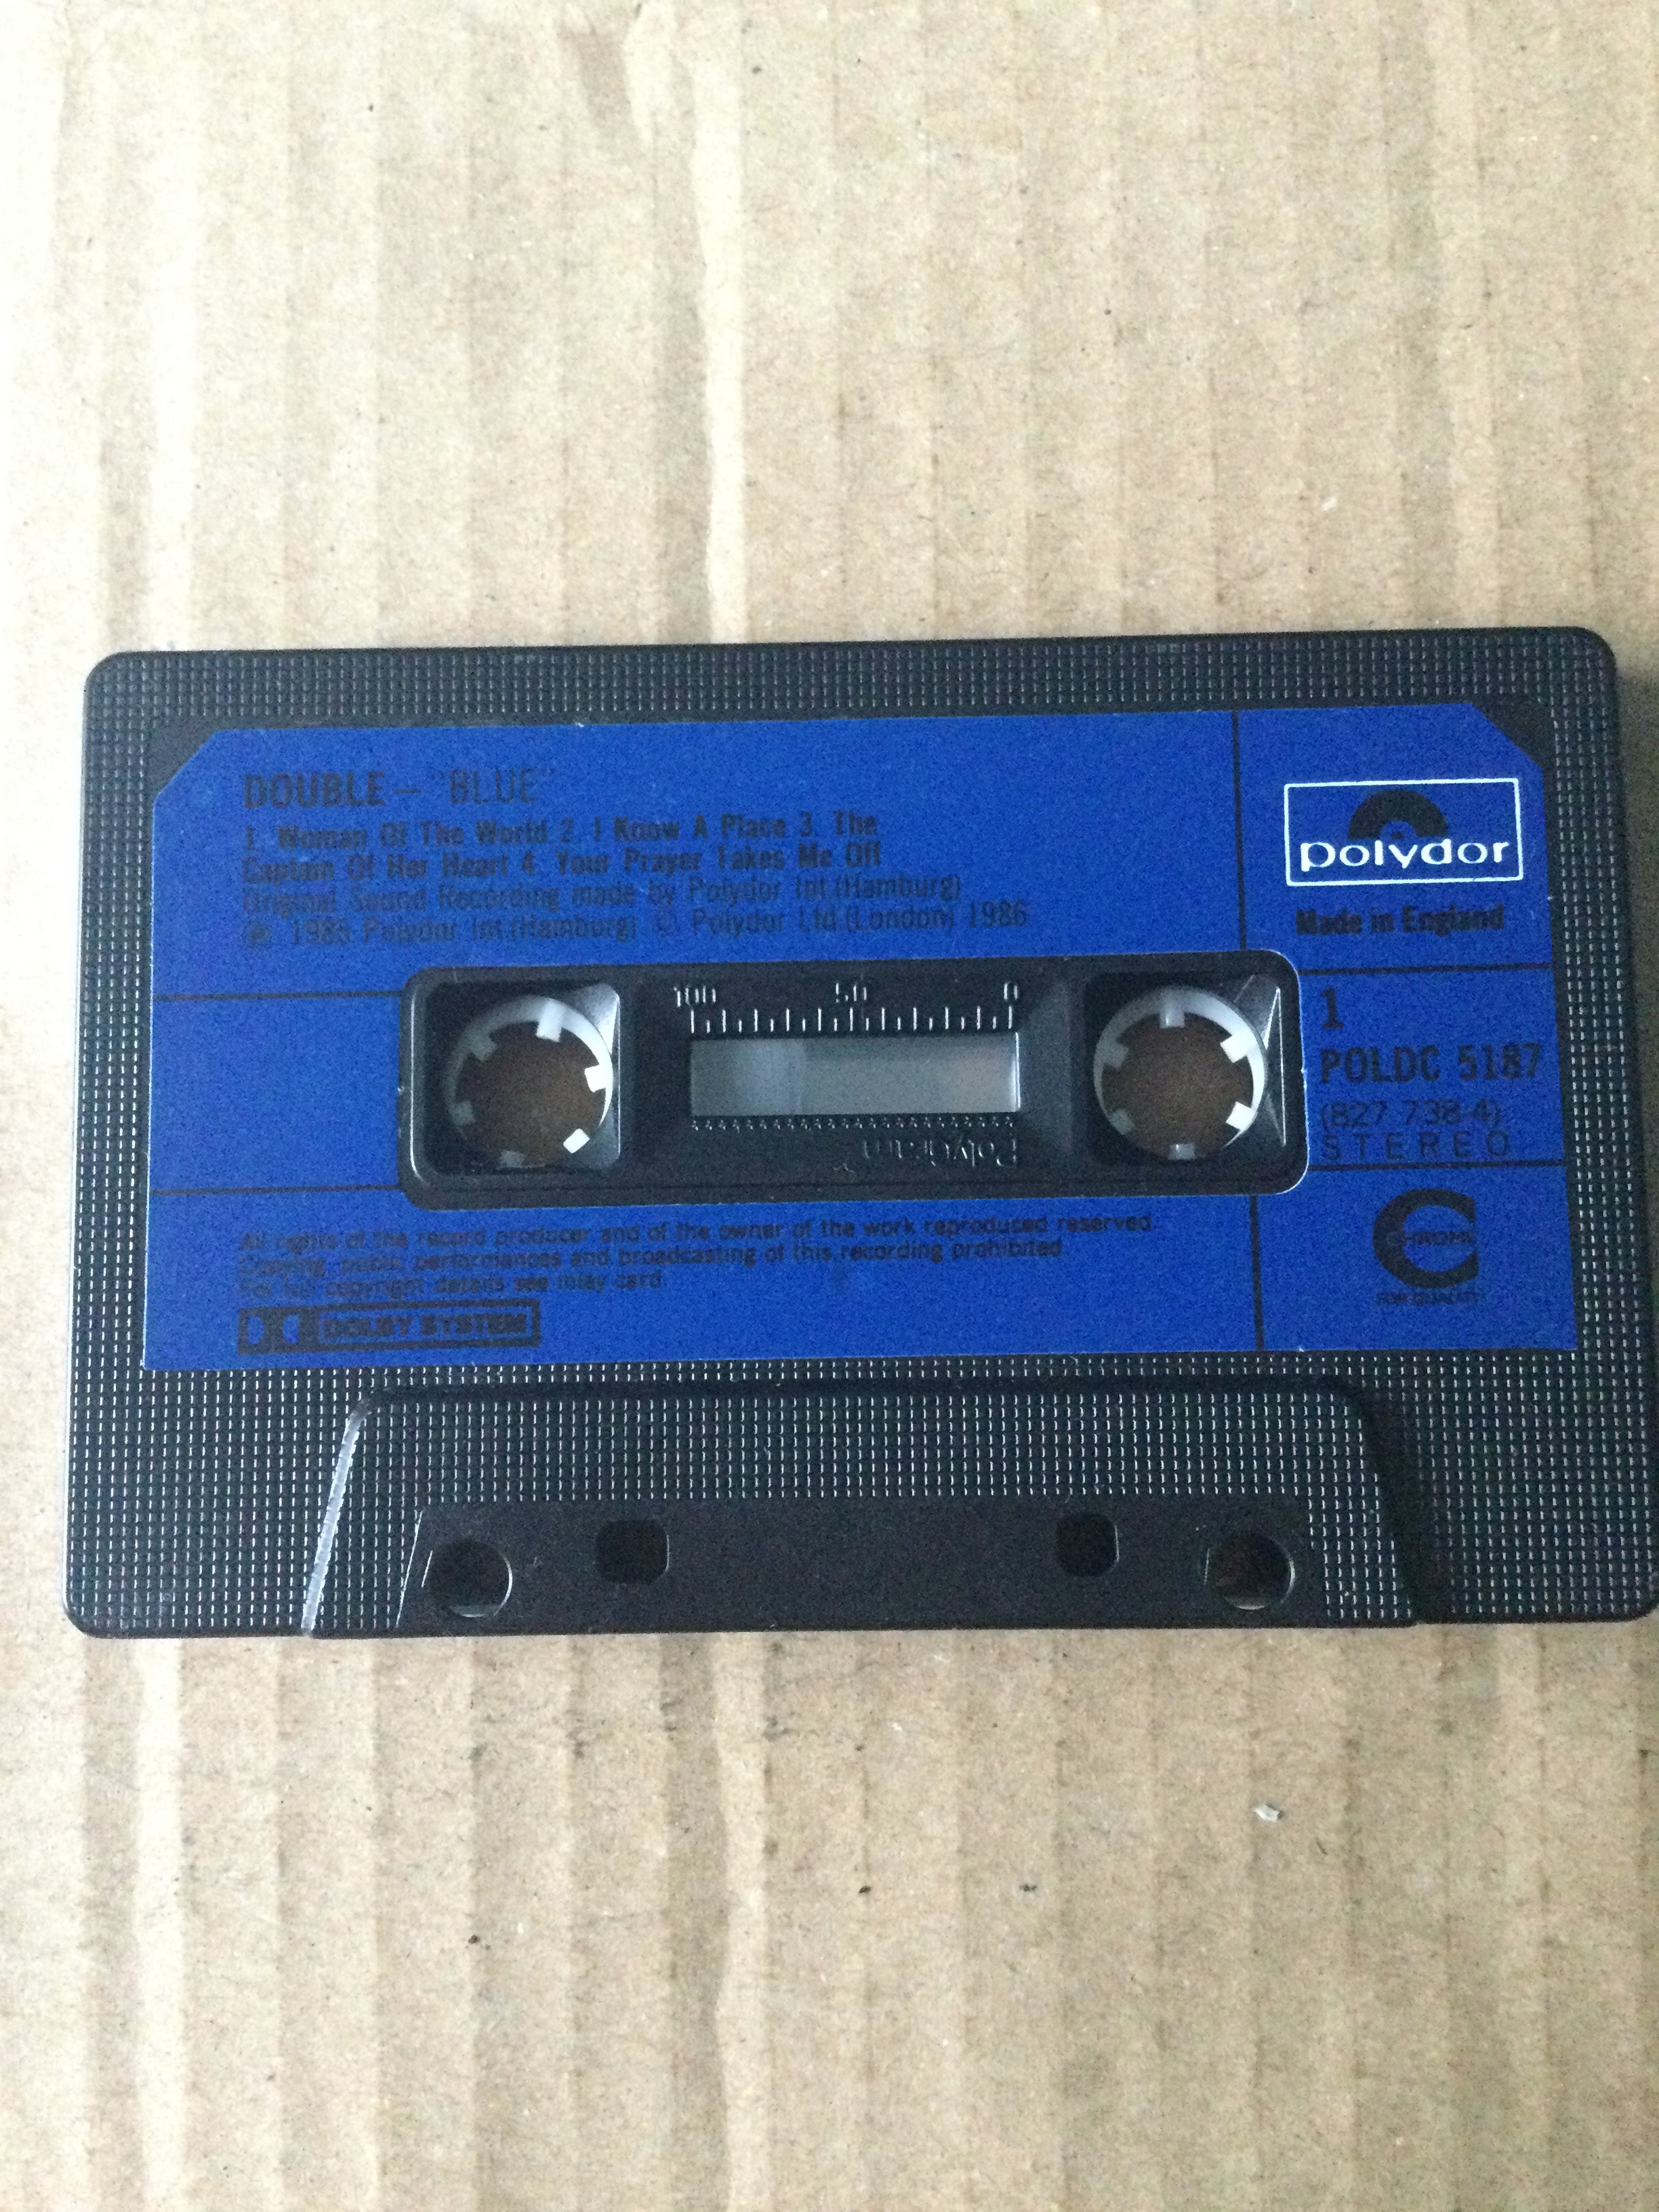 DOUBLE – "BLUE"
1. Woman Of The World 2. I Know A Place 3. The
Captain Of Her Heart 4. Your Prayer Takes Me Off
Original Sound Recording made by Polydor Int.(Hamburg)
℗ 1985 Polydor Int.(Hamburg) © Polydor Ltd.(London) 1986
polydor
Made in England
100 50 0
PolyGram
1
POLDC 5187
(827 738-4)
STEREO
All rights of the record producer and of the owner of the work reproduced reserved.
Copying, public performances and broadcasting of this recording prohibited.
For full copyright details see inlay card.
DOLBY SYSTEM
CHROME
FOR QUALITY